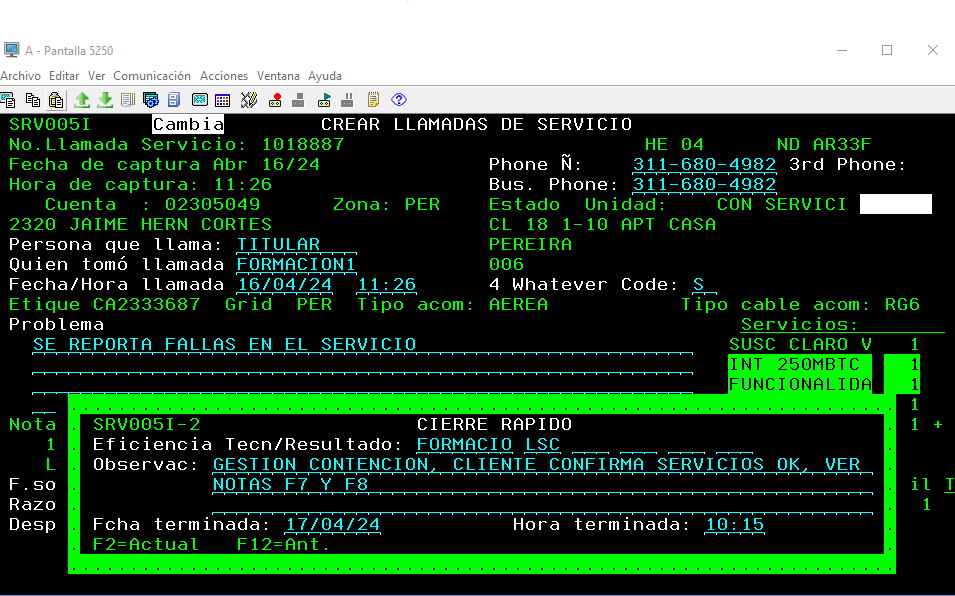 A - Pantalla 5250
Archivo Editar Ver Comunicación Acciones Ventana Ayuda
SRV005I Cambia CREAR LLAMADAS DE SERVICIO
No.Llamada Servicio: 1018887 HE 04 ND AR33F
Fecha de captura Abr 16/24 Phone Ñ: 311-680-4982 3rd Phone:
Hora de captura: 11:26 Bus. Phone: 311-680-4982
Cuenta : 02305049 Zona: PER Estado Unidad: CON SERVICI
2320 JAIME HERN CORTES CL 18 1-10 APT CASA
Persona que llama: TITULAR PEREIRA
Quien tomó llamada FORMACION1 006
Fecha/Hora llamada 16/04/24 11:26 4 Whatever Code: S
Etique CA2333687 Grid PER Tipo acom: AEREA Tipo cable acom: RG6
Problema Servicios:
SE REPORTA FALLAS EN EL SERVICIO SUSC CLARO V 1
INT 250MBTC 1
FUNCIONALIDA 1
1
Nota SRV005I-2 CIERRE RAPIDO 1 +
1 Eficiencia Tecn/Resultado: FORMACIO LSC
L Observac: GESTION CONTENCION, CLIENTE CONFIRMA SERVICIOS OK, VER
F.so NOTAS F7 Y F8 il T
Razo 1
Desp Fcha terminada: 17/04/24 Hora terminada: 10:15
F2=Actual F12=Ant.